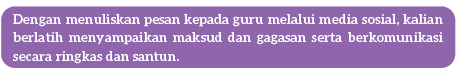 Dengan menuliskan pesan kepada guru melalui media sosial, kalian
berlatih menyampaikan maksud dan gagasan serta berkomunikasi
secara ringkas dan santun.